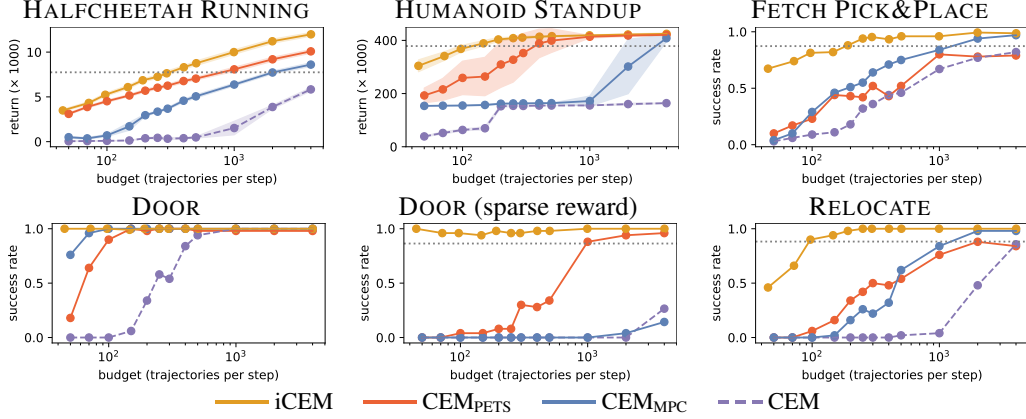 HALFCHEETAH RUNNING
HUMANOID STANDUP
FETCH PICK&PLACE
return (× 1000)
10
5
0
10²
10³
budget (trajectories per step)
return (× 1000)
400
200
0
10²
10³
budget (trajectories per step)
success rate
1.0
0.5
0.0
10²
10³
budget (trajectories per step)
DOOR
DOOR (sparse reward)
RELOCATE
success rate
1.0
0.5
0.0
10²
10³
budget (trajectories per step)
success rate
1.0
0.5
0.0
10²
10³
budget (trajectories per step)
success rate
1.0
0.5
0.0
10²
10³
budget (trajectories per step)
iCEM CEM_PETS CEM_MPC CEM